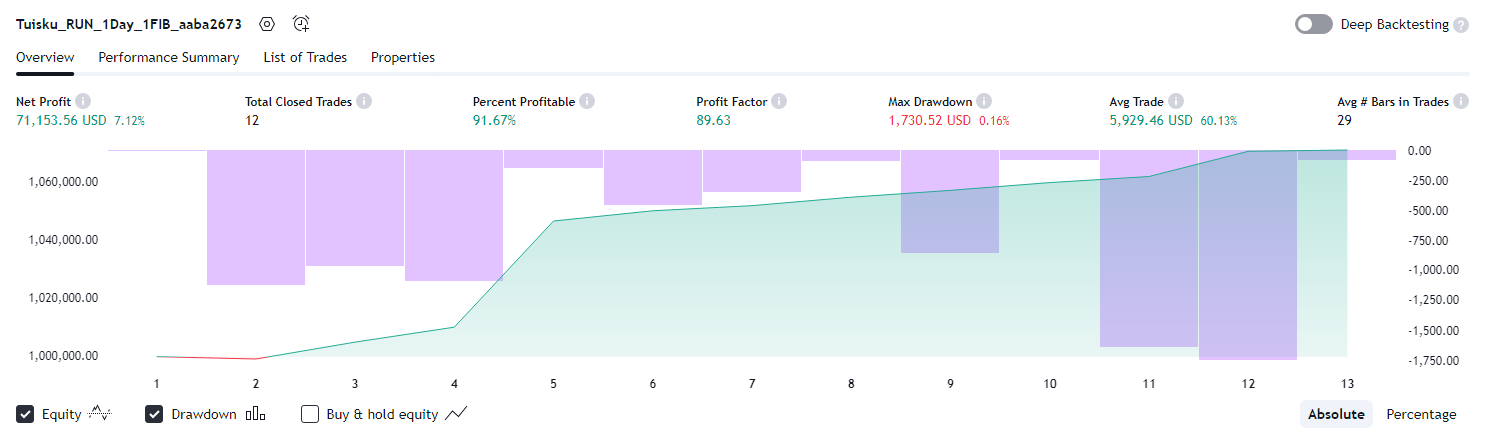 Tuisku_RUN_1Day_1FIB_aaba2673 Deep Backtesting ?
Overview Performance Summary List of Trades Properties
Net Profit i Total Closed Trades i Percent Profitable i Profit Factor i Max Drawdown i Avg Trade i Avg # Bars in Trades i
71,153.56 USD 7.12% 12 91.67% 89.63 1,730.52 USD 0.16% 5,929.46 USD 60.13% 29
0.00
1,060,000.00 -250.00
-500.00
1,040,000.00 -750.00
-1,000.00
1,020,000.00 -1,250.00
-1,500.00
1,000,000.00 -1,750.00
1 2 3 4 5 6 7 8 9 10 11 12 13
Equity Drawdown Buy & hold equity Absolute Percentage